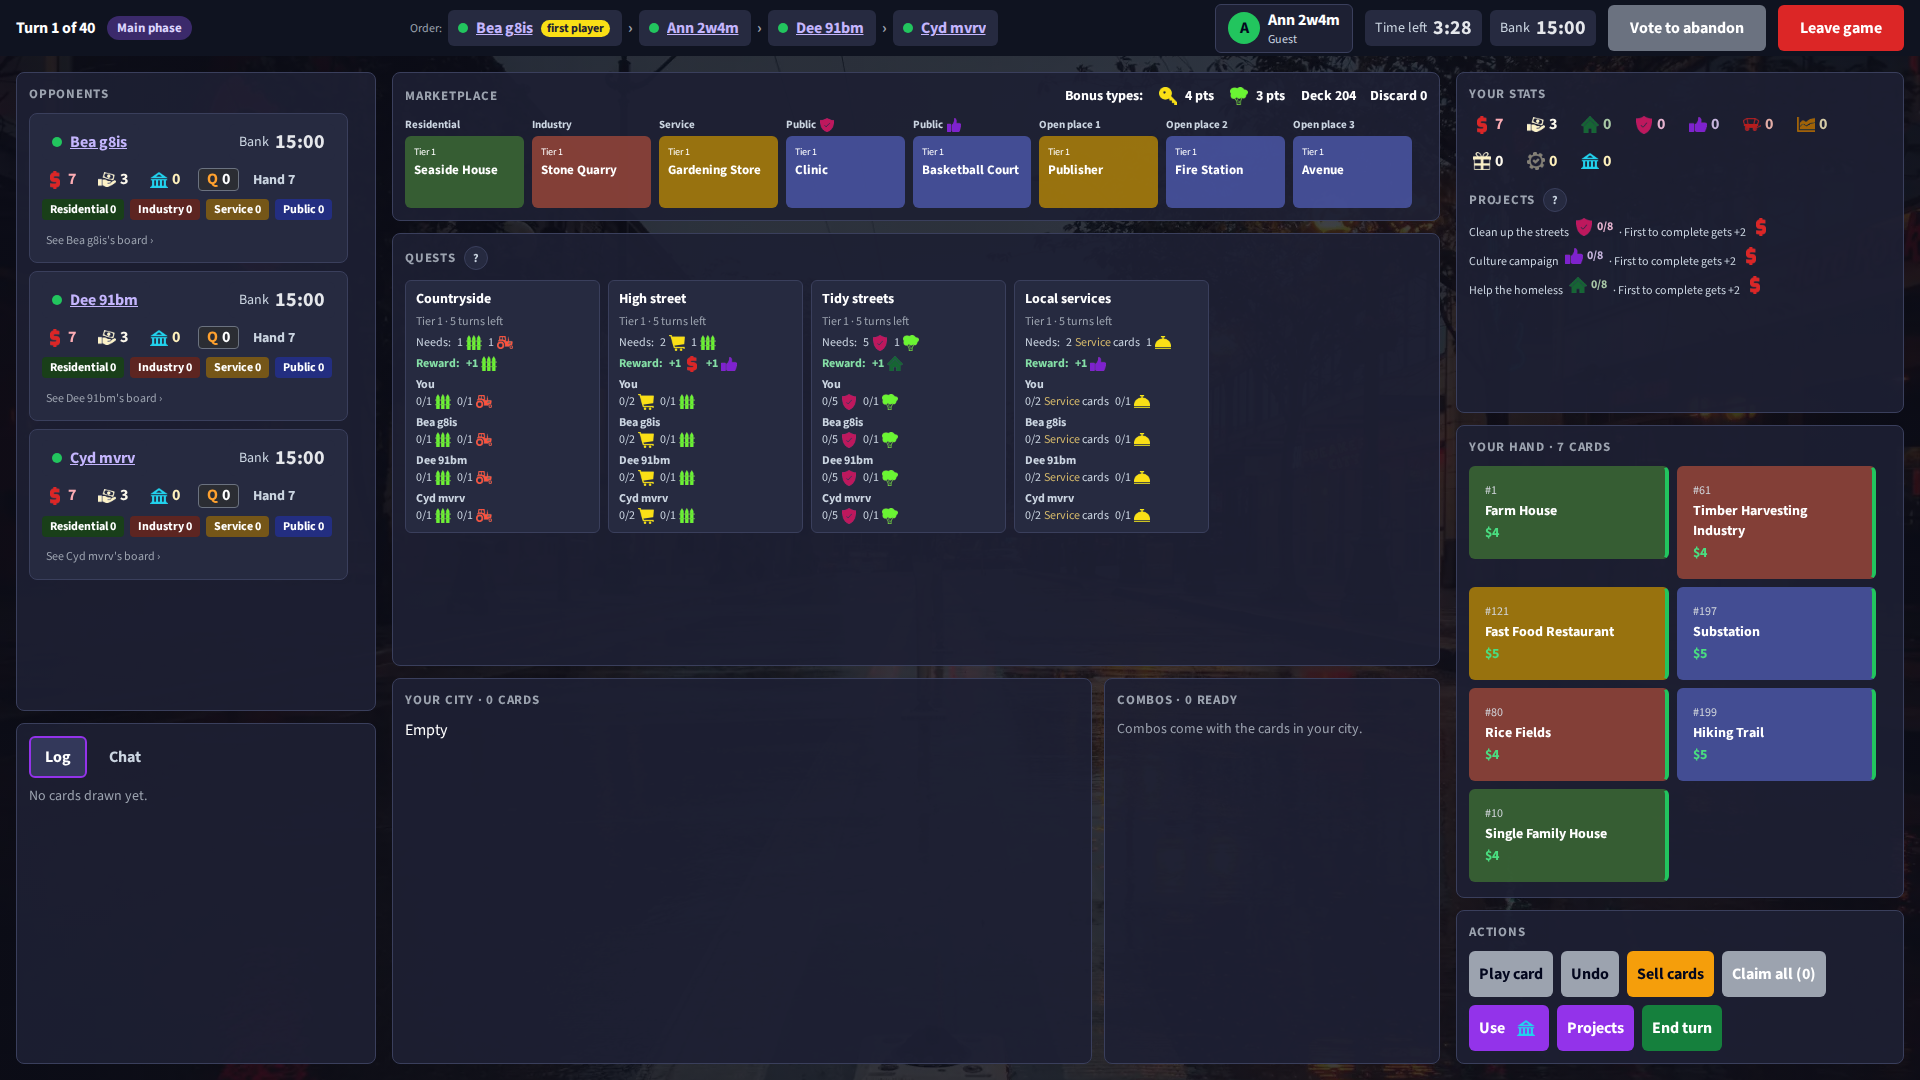 Turn 1 of 40 Main phase Order: Bea g8is first player › Ann 2w4m › Dee 91bm › Cyd mvrv A Ann 2w4m Guest Time left 3:28 Bank 15:00 Vote to abandon Leave game
OPPONENTS
Bea g8is Bank 15:00
7 3 0 Q 0 Hand 7
Residential 0 Industry 0 Service 0 Public 0
See Bea g8is's board ›
Dee 91bm Bank 15:00
7 3 0 Q 0 Hand 7
Residential 0 Industry 0 Service 0 Public 0
See Dee 91bm's board ›
Cyd mvrv Bank 15:00
7 3 0 Q 0 Hand 7
Residential 0 Industry 0 Service 0 Public 0
See Cyd mvrv's board ›
Log Chat
No cards drawn yet.
MARKETPLACE Bonus types: 4 pts 3 pts Deck 204 Discard 0
Residential Industry Service Public Public Open place 1 Open place 2 Open place 3
Tier 1 Tier 1 Tier 1 Tier 1 Tier 1 Tier 1 Tier 1 Tier 1
Seaside House Stone Quarry Gardening Store Clinic Basketball Court Publisher Fire Station Avenue
QUESTS ?
Countryside
Tier 1 · 5 turns left
Needs: 1 1
Reward: +1
You
0/1 0/1
Bea g8is
0/1 0/1
Dee 91bm
0/1 0/1
Cyd mvrv
0/1 0/1
High street
Tier 1 · 5 turns left
Needs: 2 1
Reward: +1 +1
You
0/2 0/1
Bea g8is
0/2 0/1
Dee 91bm
0/2 0/1
Cyd mvrv
0/2 0/1
Tidy streets
Tier 1 · 5 turns left
Needs: 5 1
Reward: +1
You
0/5 0/1
Bea g8is
0/5 0/1
Dee 91bm
0/5 0/1
Cyd mvrv
0/5 0/1
Local services
Tier 1 · 5 turns left
Needs: 2 Service cards 1
Reward: +1
You
0/2 Service cards 0/1
Bea g8is
0/2 Service cards 0/1
Dee 91bm
0/2 Service cards 0/1
Cyd mvrv
0/2 Service cards 0/1
YOUR CITY · 0 CARDS
Empty
COMBOS · 0 READY
Combos come with the cards in your city.
YOUR STATS
7 3 0 0 0 0 0
0 0 0
PROJECTS ?
Clean up the streets 0/8 · First to complete gets +2
Culture campaign 0/8 · First to complete gets +2
Help the homeless 0/8 · First to complete gets +2
YOUR HAND · 7 CARDS
#1
Farm House
$4
#61
Timber Harvesting
Industry
$4
#121
Fast Food Restaurant
$5
#197
Substation
$5
#80
Rice Fields
$4
#199
Hiking Trail
$5
#10
Single Family House
$4
ACTIONS
Play card Undo Sell cards Claim all (0)
Use Projects End turn